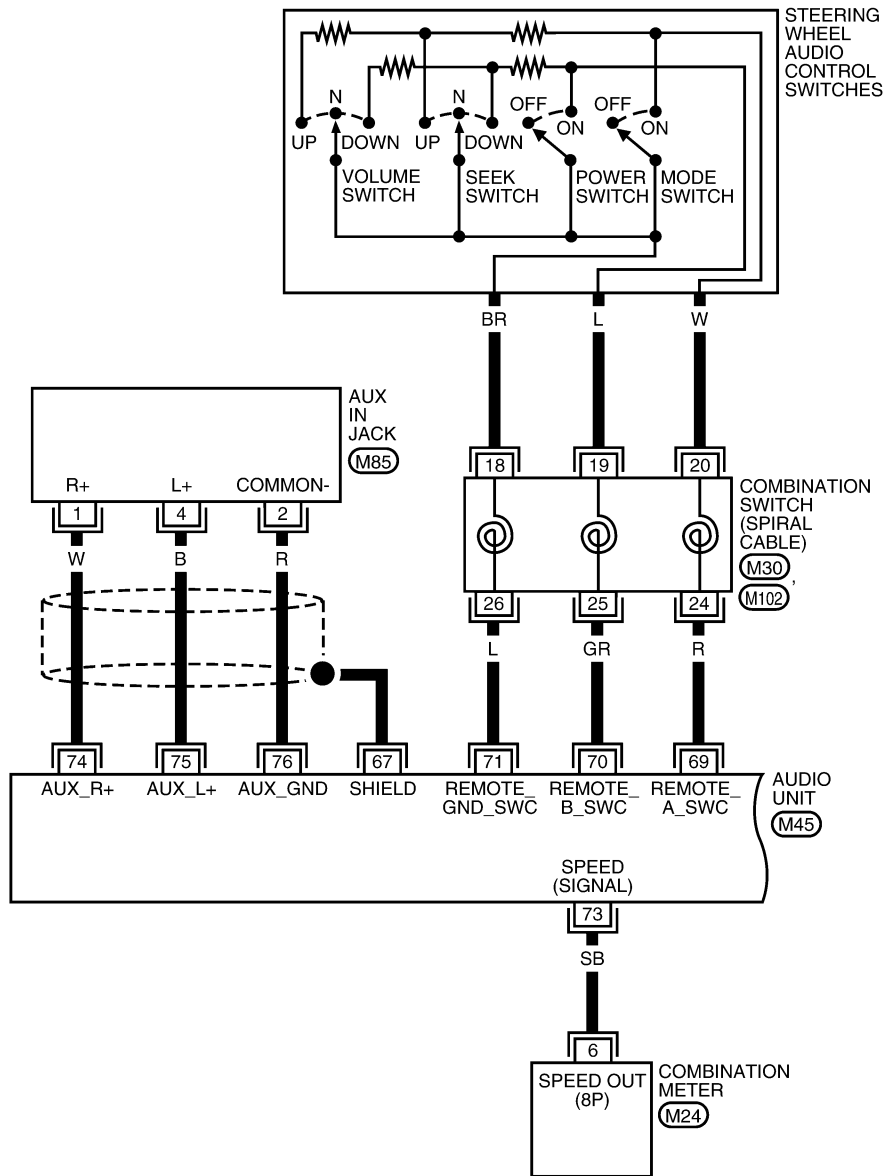 STEERING
WHEEL
AUDIO
CONTROL
SWITCHES
N
N
OFF
OFF
UP
DOWN
UP
DOWN
ON
ON
VOLUME
SWITCH
SEEK
SWITCH
POWER
SWITCH
MODE
SWITCH
BR
L
W
AUX
IN
JACK
M85
R+
L+
COMMON-
1
4
2
W
B
R
18
19
20
COMBINATION
SWITCH
(SPIRAL
CABLE)
M30
,
M102
26
25
24
L
GR
R
74
75
76
67
71
70
69
AUX_R+
AUX_L+
AUX_GND
SHIELD
REMOTE_
GND_SWC
REMOTE_
B_SWC
REMOTE_
A_SWC
AUDIO
UNIT
M45
SPEED
(SIGNAL)
73
SB
6
SPEED OUT
(8P)
COMBINATION
METER
M24